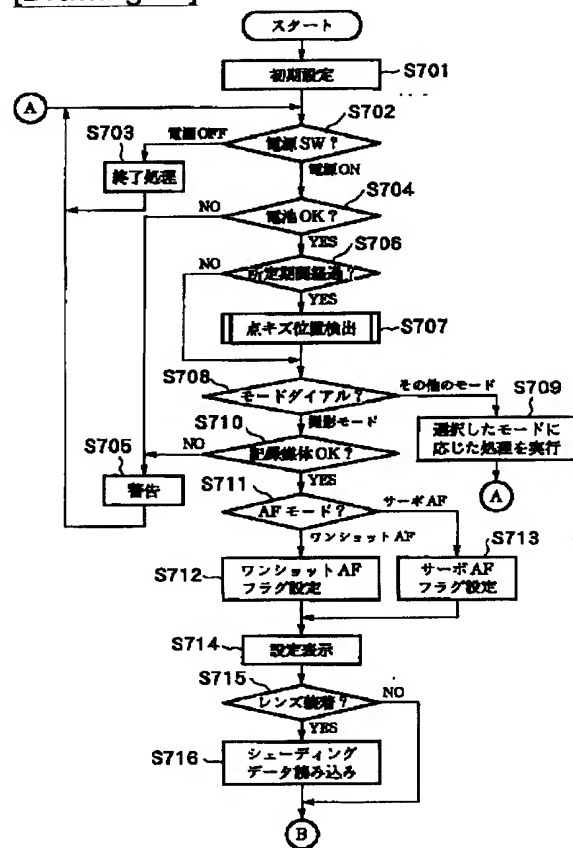 スタート
初期設定
S701
A
S702
S703
電源OFF
電源SW?
電源ON
終了処理
S704
NO
電池OK?
YES
S706
NO
所定期間経過?
YES
点キズ位置検出
S707
S708
モードダイアル?
その他のモード
S709
撮影モード
選択したモードに
応じた処理を実行
S710
NO
記録媒体OK?
A
S705
YES
警告
S711
AFモード?
サーボAF
ワンショットAF
S713
S712
ワンショットAF
フラグ設定
サーボAF
フラグ設定
S714
設定表示
S715
レンズ装着?
NO
YES
S716
シェーディング
データ読み込み
B